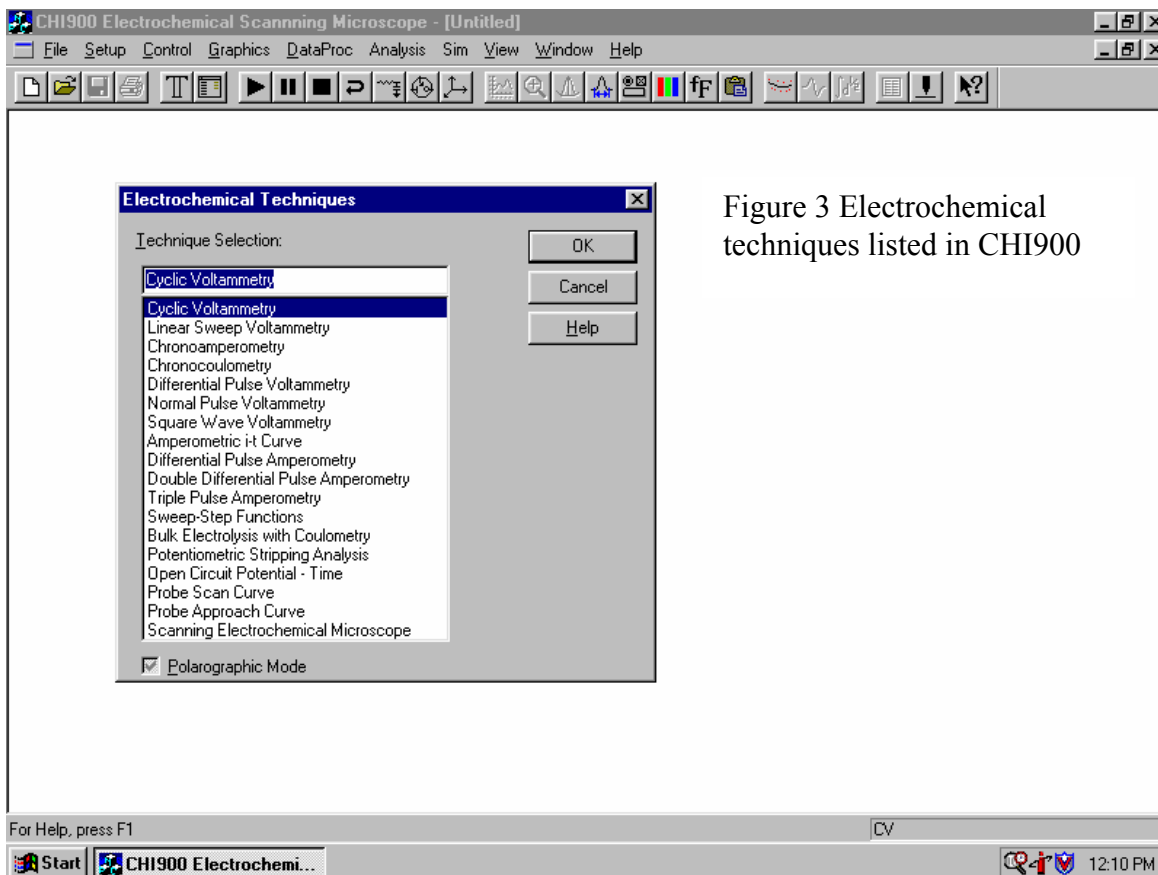 CHI900 Electrochemical Scannning Microscope - [Untitled]
File Setup Control Graphics DataProc Analysis Sim View Window Help
T fF ?
Electrochemical Techniques
Technique Selection:
OK
Cyclic Voltammetry
Cancel
Help
Cyclic Voltammetry
Linear Sweep Voltammetry
Chronoamperometry
Chronocoulometry
Differential Pulse Voltammetry
Normal Pulse Voltammetry
Square Wave Voltammetry
Amperometric i-t Curve
Differential Pulse Amperometry
Double Differential Pulse Amperometry
Triple Pulse Amperometry
Sweep-Step Functions
Bulk Electrolysis with Coulometry
Potentiometric Stripping Analysis
Open Circuit Potential - Time
Probe Scan Curve
Probe Approach Curve
Scanning Electrochemical Microscope
Polarographic Mode
Figure 3 Electrochemical
techniques listed in CHI900
For Help, press F1
CV
Start
CHI900 Electrochemi...
12:10 PM